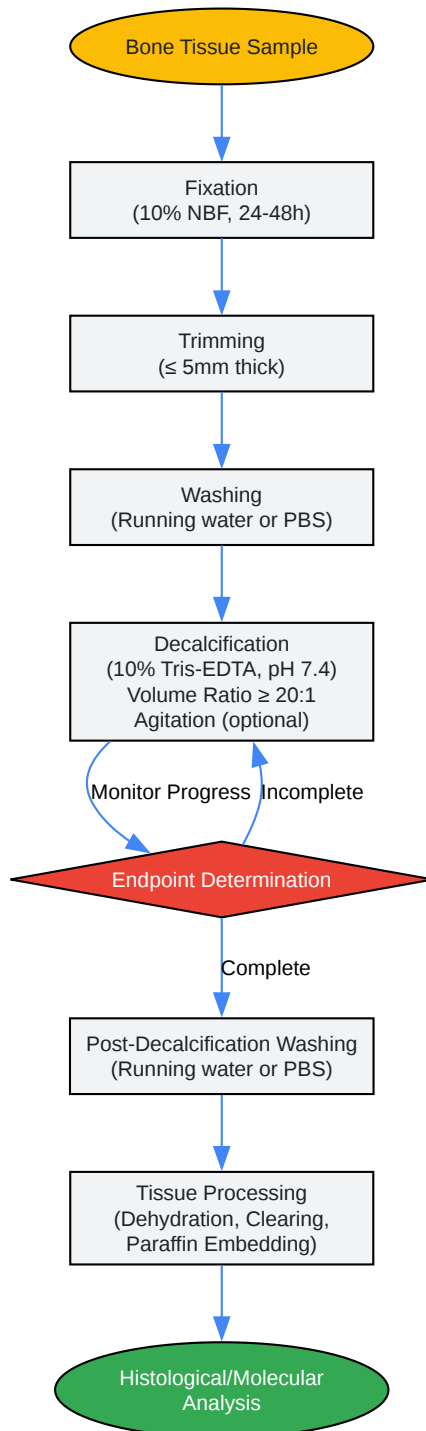 Bone Tissue Sample
Fixation
(10% NBF, 24-48h)
Trimming
(≤ 5mm thick)
Washing
(Running water or PBS)
Decalcification
(10% Tris-EDTA, pH 7.4)
Volume Ratio ≥ 20:1
Agitation (optional)
Monitor Progress
Incomplete
Endpoint Determination
Complete
Post-Decalcification Washing
(Running water or PBS)
Tissue Processing
(Dehydration, Clearing,
Paraffin Embedding)
Histological/Molecular
Analysis